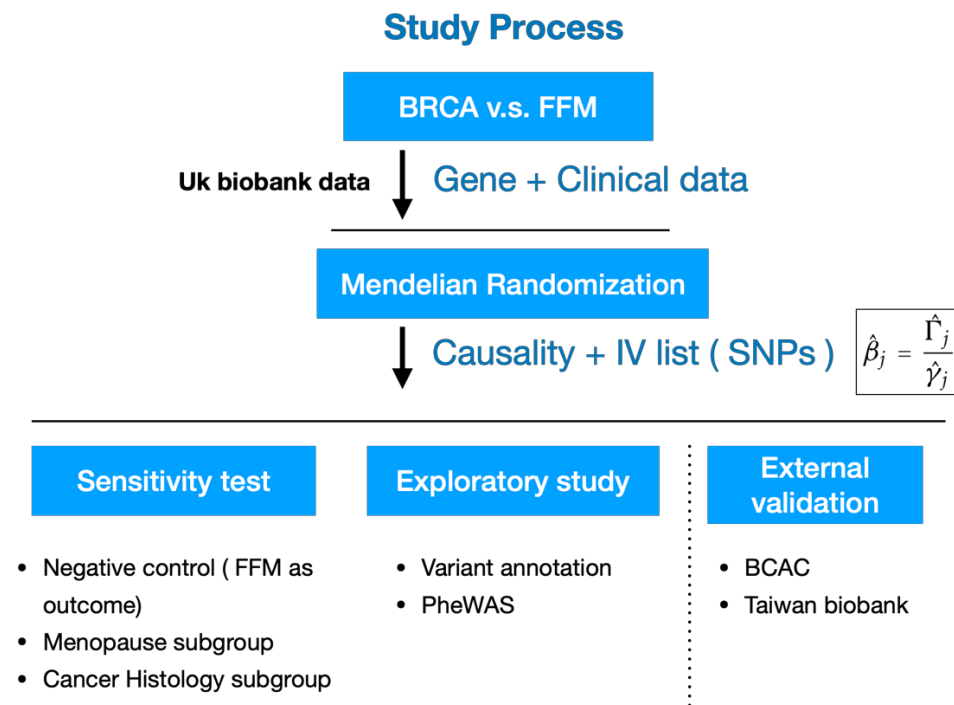 Study Process
BRCA v.s. FFM
Uk biobank data
Gene + Clinical data
Mendelian Randomization
Causality + IV list ( SNPs )
β̂j = Γ̂j / γ̂j
Sensitivity test
• Negative control ( FFM as
outcome)
• Menopause subgroup
• Cancer Histology subgroup
Exploratory study
• Variant annotation
• PheWAS
External
validation
• BCAC
• Taiwan biobank